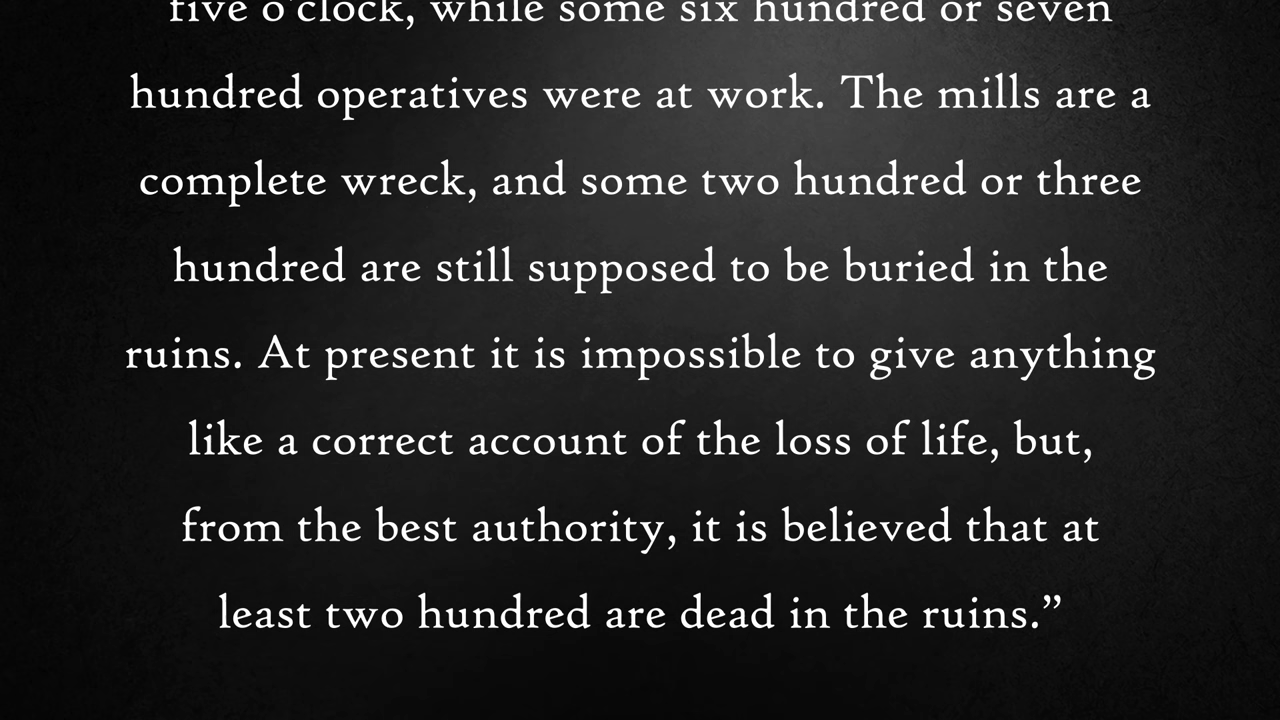 five o’clock, while some six hundred or seven
hundred operatives were at work. The mills are a
complete wreck, and some two hundred or three
hundred are still supposed to be buried in the
ruins. At present it is impossible to give anything
like a correct account of the loss of life, but,
from the best authority, it is believed that at
least two hundred are dead in the ruins.”